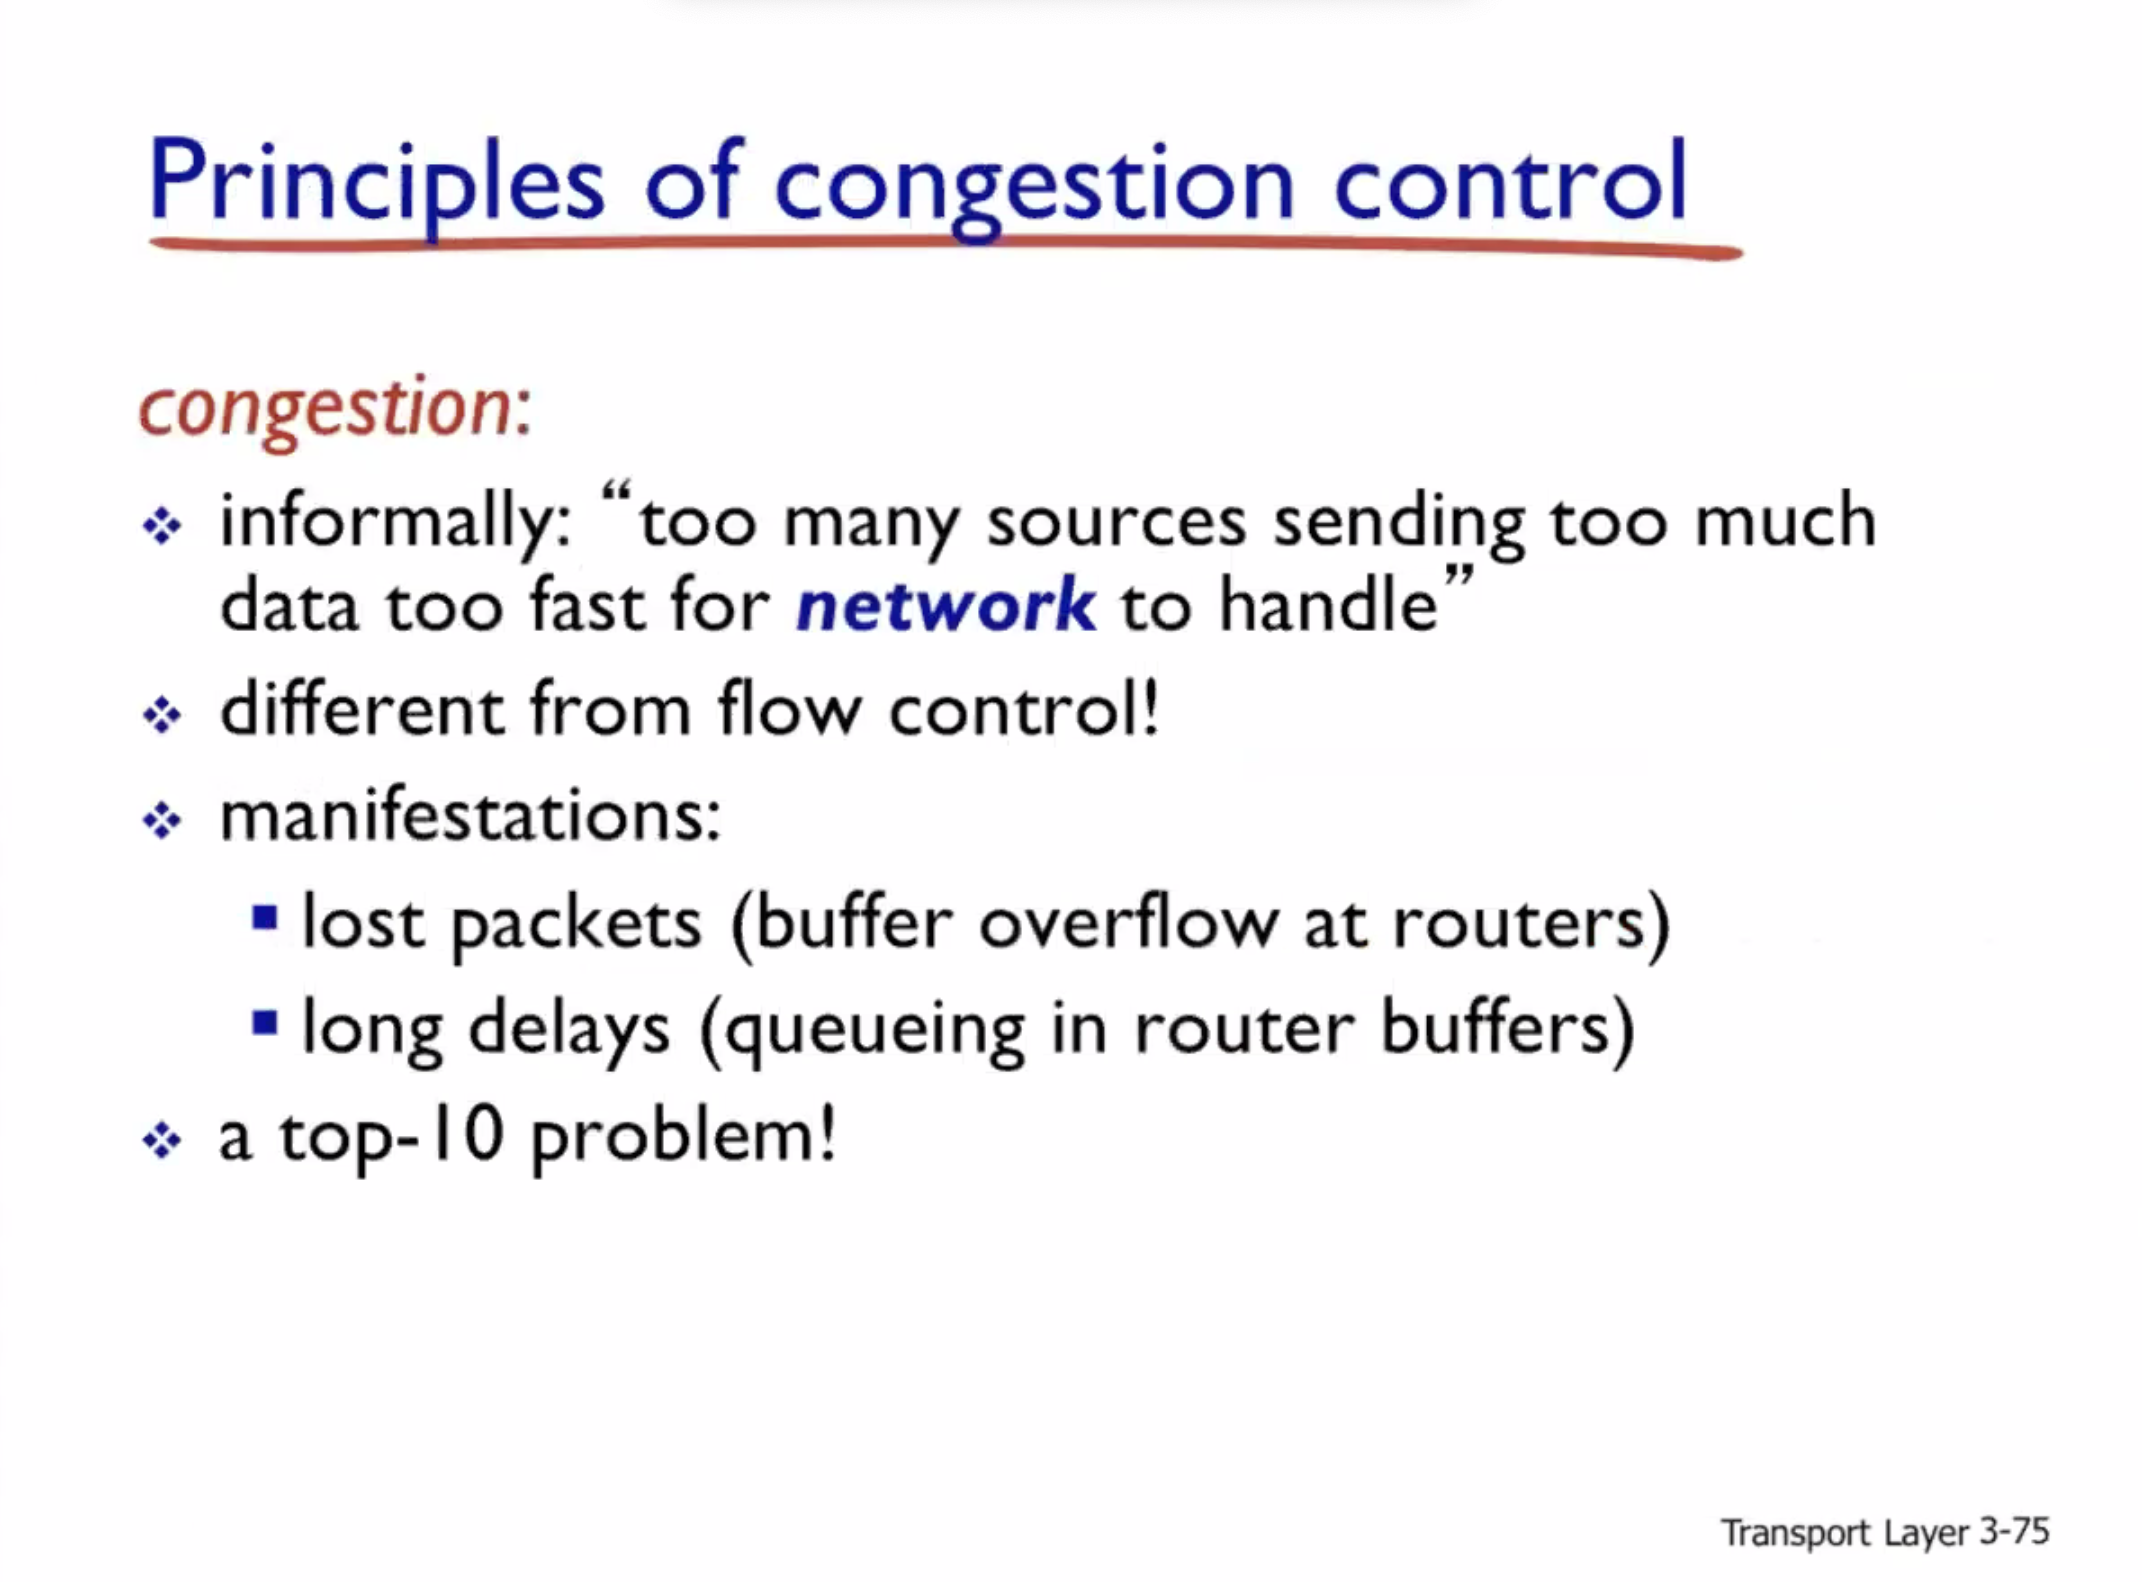 Principles of congestion control
congestion:
❖ informally: “too many sources sending too much
data too fast for network to handle”
❖ different from flow control!
❖ manifestations:
▪ lost packets (buffer overflow at routers)
▪ long delays (queueing in router buffers)
❖ a top-10 problem!
Transport Layer 3-75